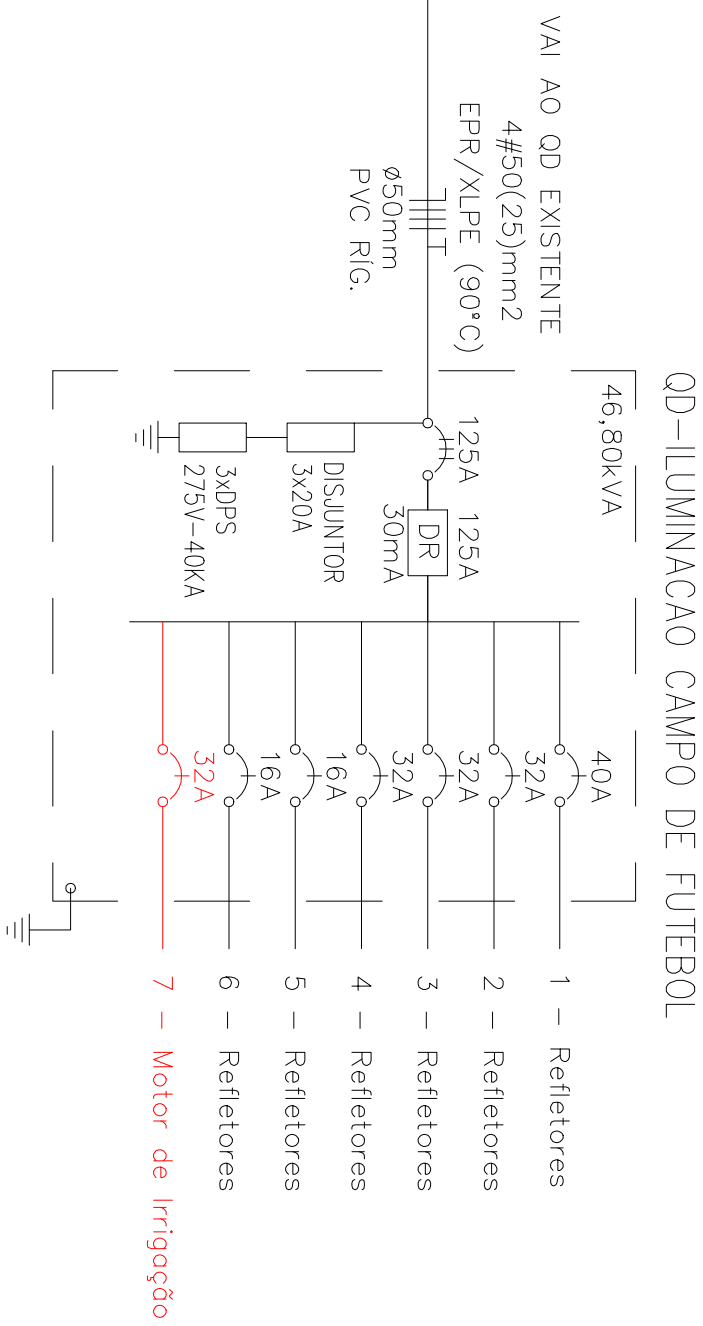 QD-ILUMINACAO CAMPO DE FUTEBOL
46,80kVA
VAI AO QD EXISTENTE
4#50(25)mm2
EPR/XLPE (90°C)
T
ø50mm
PVC RÍG.
125A
125A
DR
30mA
DISJUNTOR
3x20A
3xDPS
275V-40KA
40A
1 - Refletores
32A
2 - Refletores
32A
3 - Refletores
32A
4 - Refletores
16A
5 - Refletores
16A
6 - Refletores
32A
7 - Motor de Irrigação